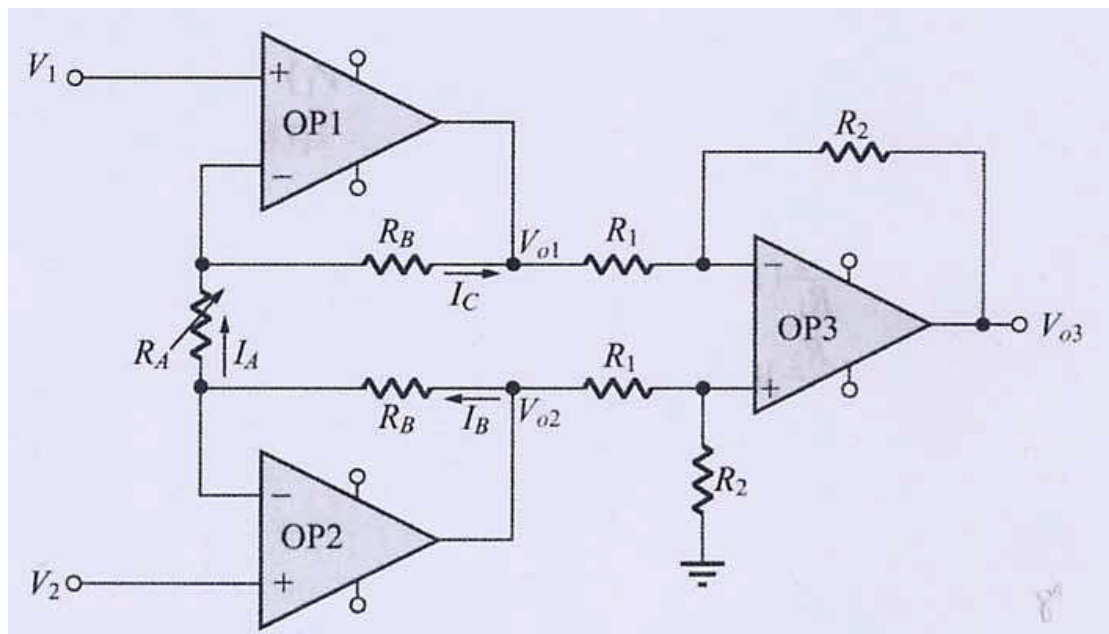 V1
+
OP1
−
R2
RB
Vo1
R1
IC
−
OP3
Vo3
RA
IA
R1
+
RB
IB
Vo2
−
R2
OP2
V2
+